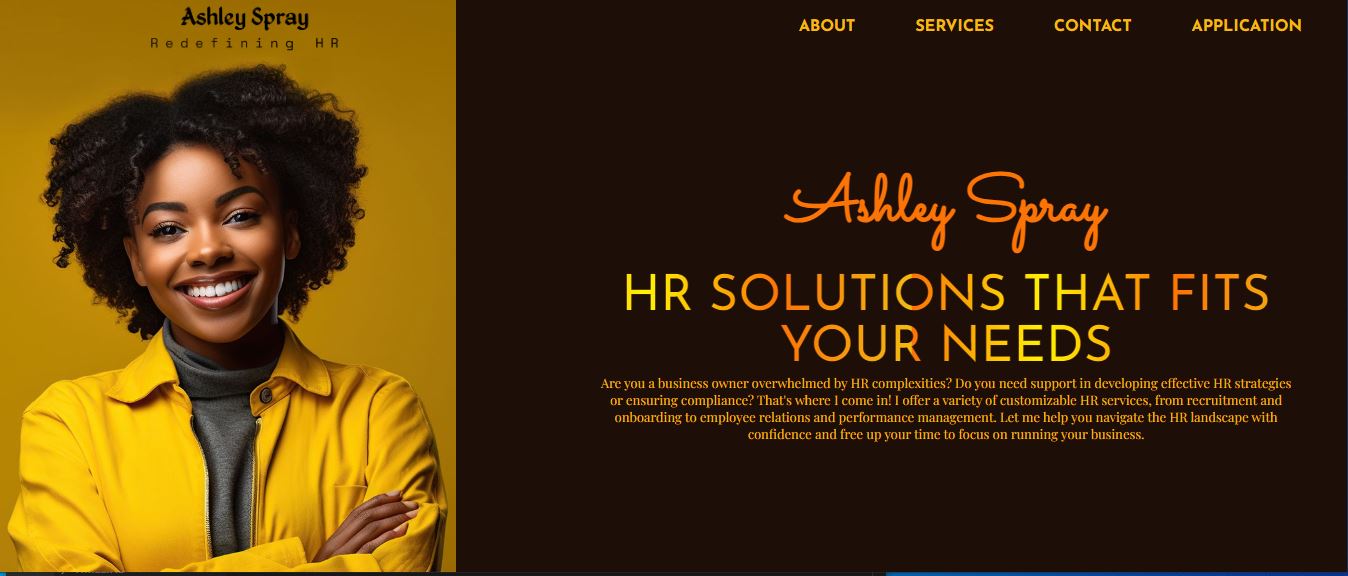 Ashley Spray
Redefining HR
ABOUT SERVICES CONTACT APPLICATION
Ashley Spray
HR SOLUTIONS THAT FITS
YOUR NEEDS
Are you a business owner overwhelmed by HR complexities? Do you need support in developing effective HR strategies
or ensuring compliance? That's where I come in! I offer a variety of customizable HR services, from recruitment and
onboarding to employee relations and performance management. Let me help you navigate the HR landscape with
confidence and free up your time to focus on running your business.